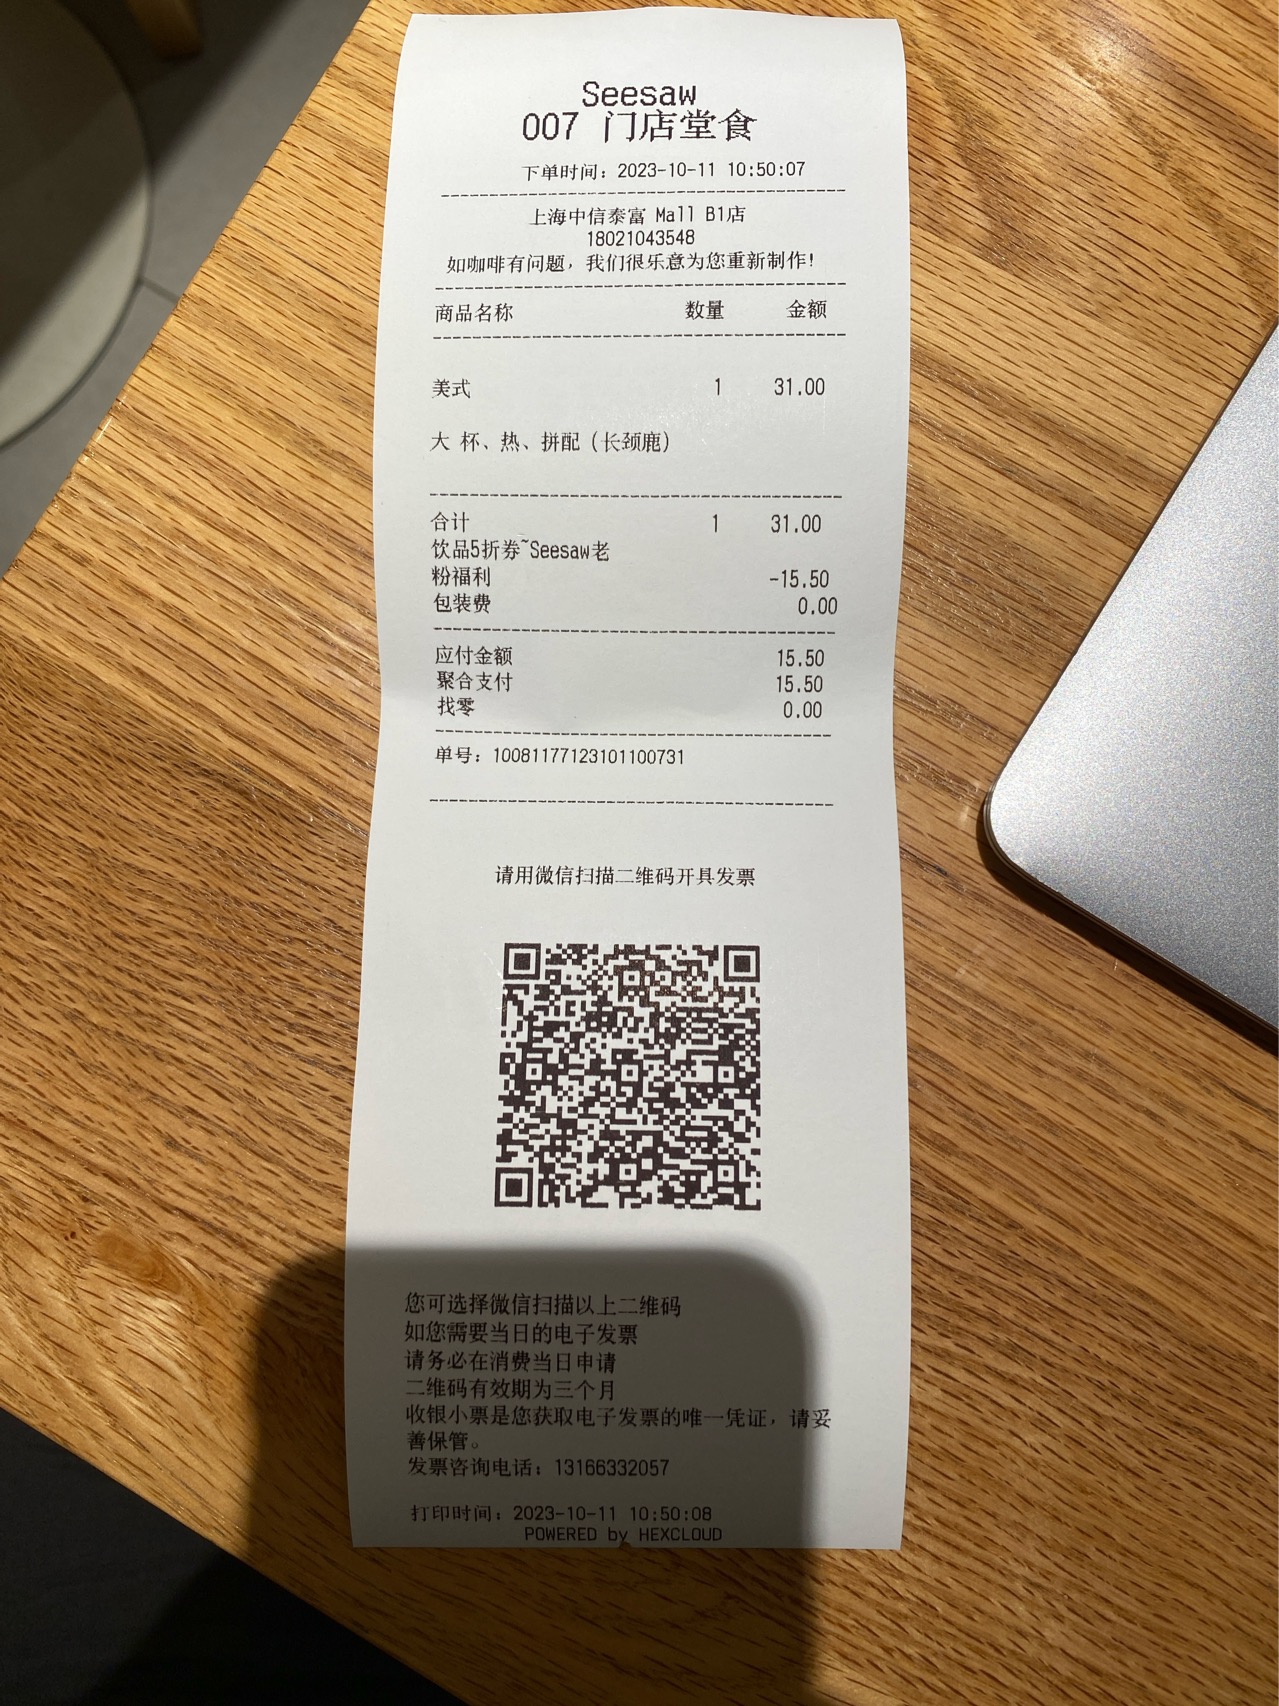 Seesaw
007 门店堂食
下单时间：2023-10-11 10:50:07
上海中信泰富 Mall B1店
18021043548
如咖啡有问题，我们很乐意为您重新制作！
商品名称 数量 金额
美式 1 31.00
大 杯、热、拼配（长颈鹿）
合计 1 31.00
饮品5折券~Seesaw老
粉福利 -15.50
包装费 0.00
应付金额 15.50
聚合支付 15.50
找零 0.00
单号：10081177123101100731
请用微信扫描二维码开具发票
您可选择微信扫描以上二维码
如您需要当日的电子发票
请务必在消费当日申请
二维码有效期为三个月
收银小票是您获取电子发票的唯一凭证，请妥
善保管。
发票咨询电话：13166332057
打印时间：2023-10-11 10:50:08
POWERED by HEXCLOUD